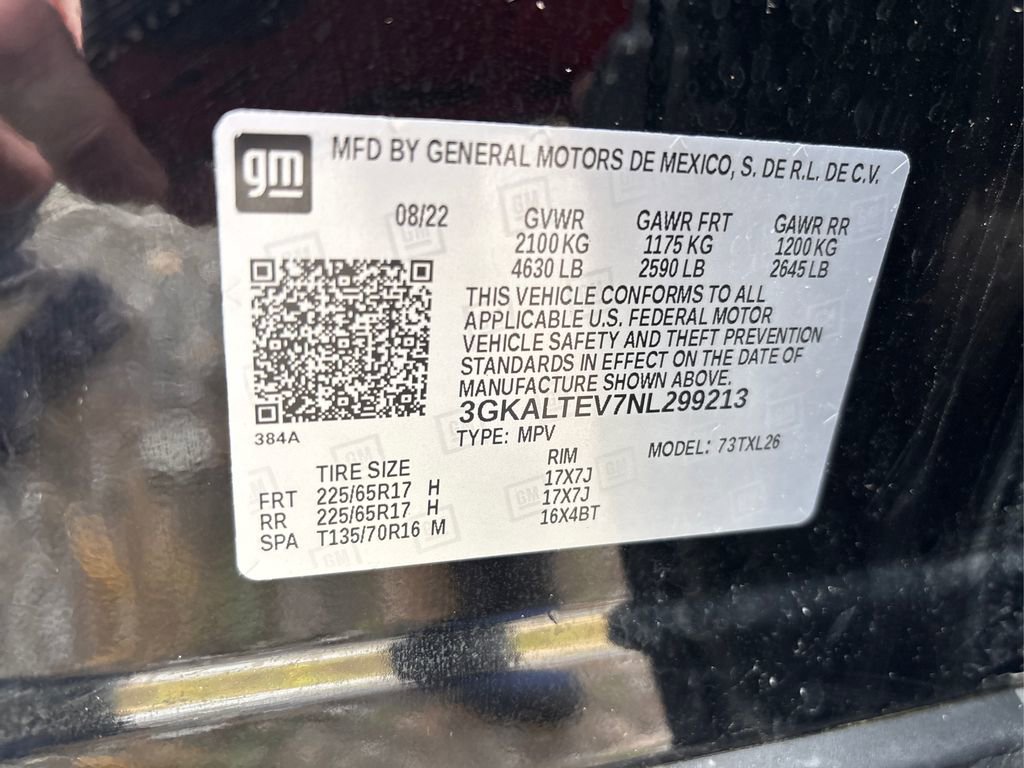 gm
MFD BY GENERAL MOTORS DE MEXICO, S. DE R.L. DE C.V.
08/22 GVWR GAWR FRT GAWR RR
2100 KG 1175 KG 1200 KG
4630 LB 2590 LB 2645 LB
THIS VEHICLE CONFORMS TO ALL
APPLICABLE U.S. FEDERAL MOTOR
VEHICLE SAFETY AND THEFT PREVENTION
STANDARDS IN EFFECT ON THE DATE OF
MANUFACTURE SHOWN ABOVE.
3GKALTEV7NL299213
384A
TYPE: MPV MODEL: 73TXL26
TIRE SIZE RIM
FRT 225/65R17 H 17X7J
RR 225/65R17 H 17X7J
SPA T135/70R16 M 16X4BT